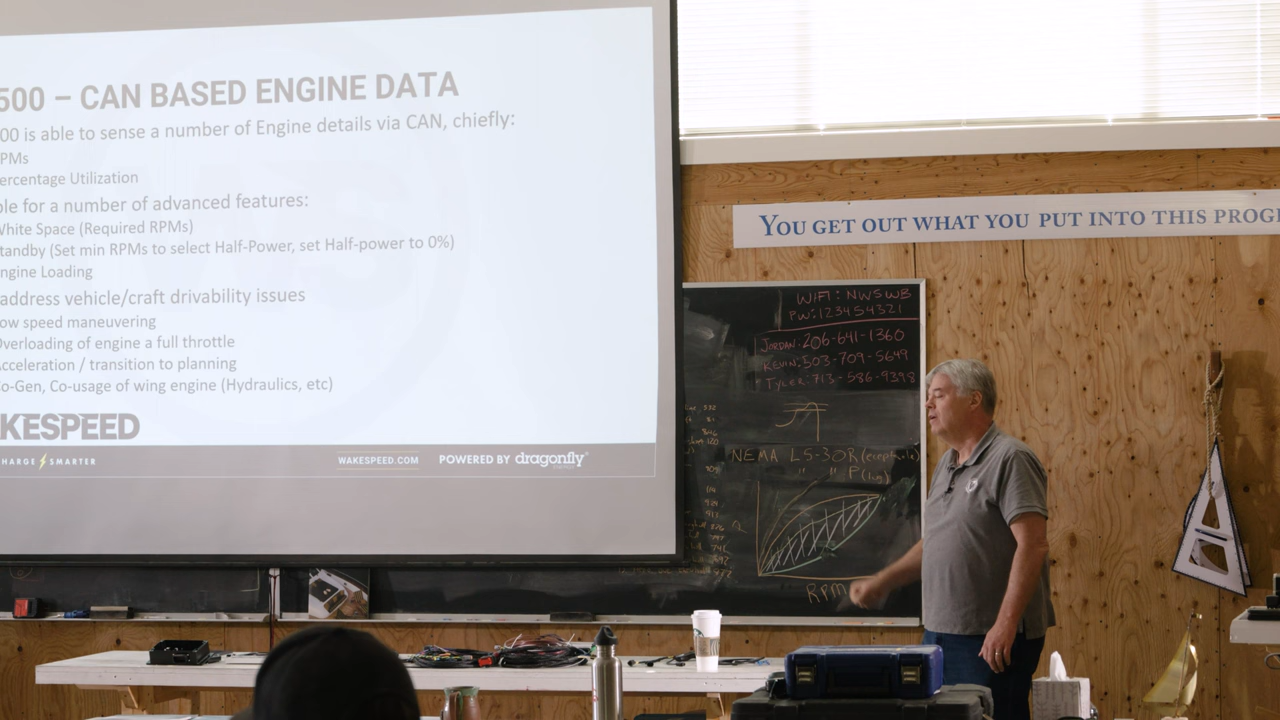 500 – CAN BASED ENGINE DATA
00 is able to sense a number of Engine details via CAN, chiefly:
PMs
ercentage Utilization
ble for a number of advanced features:
White Space (Required RPMs)
tandby (Set min RPMs to select Half-Power, set Half-power to 0%)
ngine Loading
address vehicle/craft drivability issues
ow speed maneuvering
Overloading of engine a full throttle
Acceleration / transition to planning
Co-Gen, Co-usage of wing engine (Hydraulics, etc)
KESPEED
HARGE SMARTER
WAKESPEED.COM
POWERED BY dragonfly
YOU GET OUT WHAT YOU PUT INTO THIS PROG
WIFI: NWSWB
PW: 123454321
JORDAN: 206-641-1360
KEVIN: 503-709-5649
TYLER: 713-586-9398
NEMA L5-30R (receptacle)
" " P (lug)
RPM